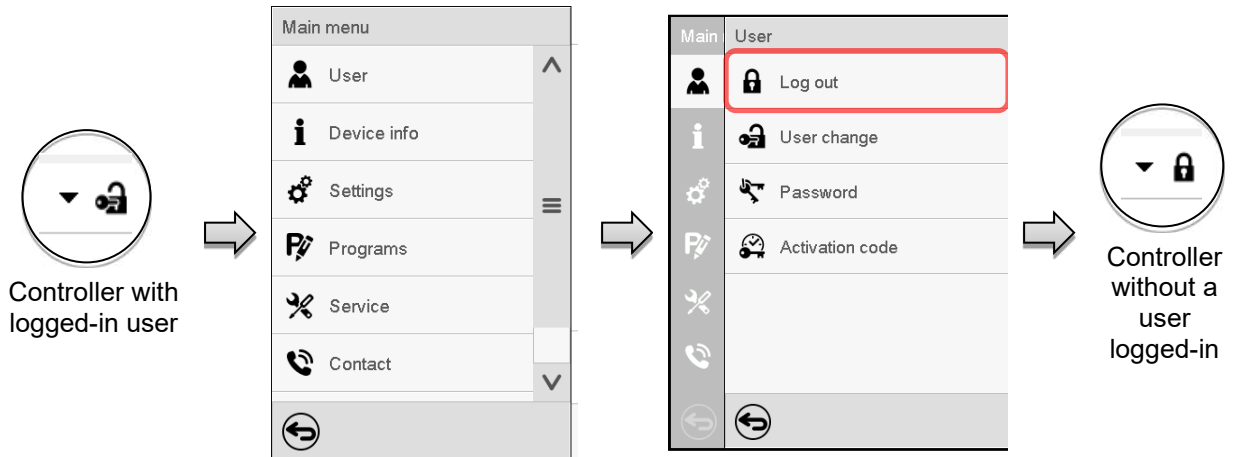 Controller with
logged-in user
Main menu
User
Device info
Settings
Programs
Service
Contact
Main
User
Log out
User change
Password
Activation code
Controller
without a
user
logged-in